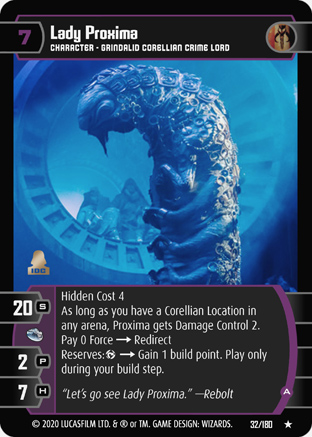 7
Lady Proxima
CHARACTER - GRINDALID CORELLIAN CRIME LORD
IDC
20 S
2 P
7 H
Hidden Cost 4
As long as you have a Corellian Location in
any arena, Proxima gets Damage Control 2.
Pay 0 Force → Redirect
Reserves: → Gain 1 build point. Play only
during your build step.
“Let’s go see Lady Proxima.” —Rebolt
A
© 2020 LUCASFILM LTD. & ® or TM. GAME DESIGN: WIZARDS. 32/180 ★